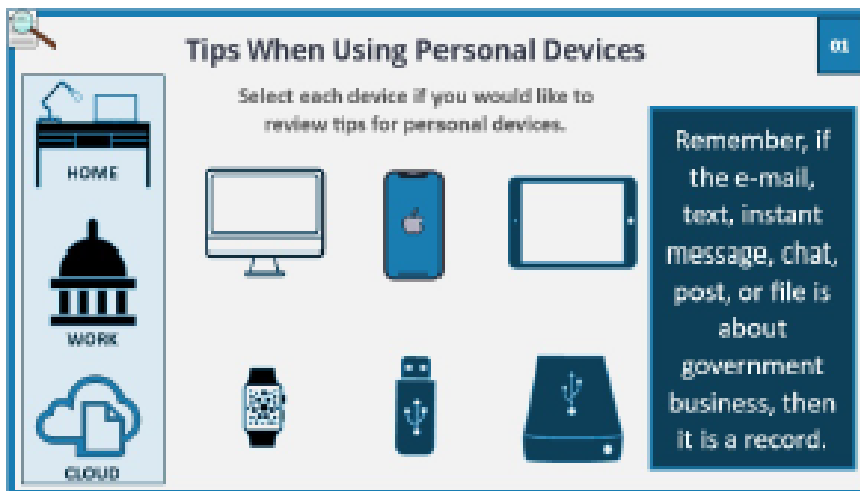 Tips When Using Personal Devices
01
Select each device if you would like to
review tips for personal devices.
HOME
WORK
CLOUD
Remember, if
the e-mail,
text, instant
message, chat,
post, or file is
about
government
business, then
it is a record.